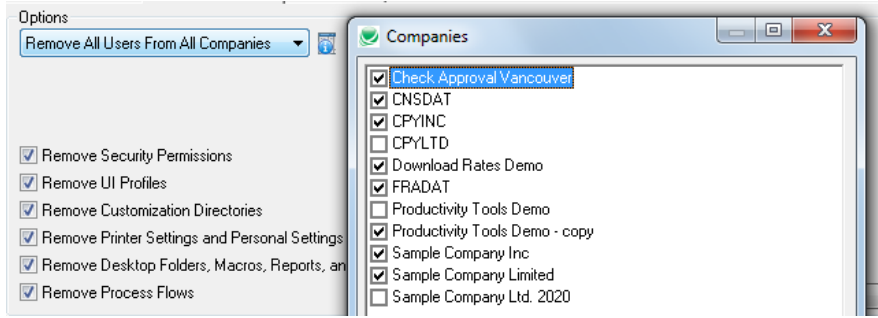 Options
Remove All Users From All Companies
Remove Security Permissions
Remove UI Profiles
Remove Customization Directories
Remove Printer Settings and Personal Settings
Remove Desktop Folders, Macros, Reports, an
Remove Process Flows
Companies
Check Approval Vancouver
CNSDAT
CPYINC
CPYLTD
Download Rates Demo
FRADAT
Productivity Tools Demo
Productivity Tools Demo - copy
Sample Company Inc
Sample Company Limited
Sample Company Ltd. 2020